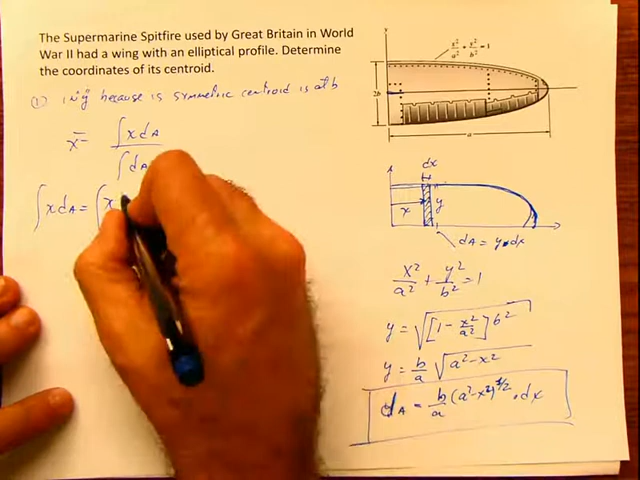 The Supermarine Spitfire used by Great Britain in World
War II had a wing with an elliptical profile. Determine
the coordinates of its centroid.
① in ȳ because is symmetric centroid is at b
x̄ = ∫x dA
∫dA
∫x dA = ∫x
y
x²/a² + y²/b² = 1
2b
a
x
dx
A
x
y
dA = y·dx
x²/a² + y²/b² = 1
y = √([1 - x²/a²] b²)
y = b/a √(a² - x²)
dA = b/a (a² - x²)^1/2 · dx